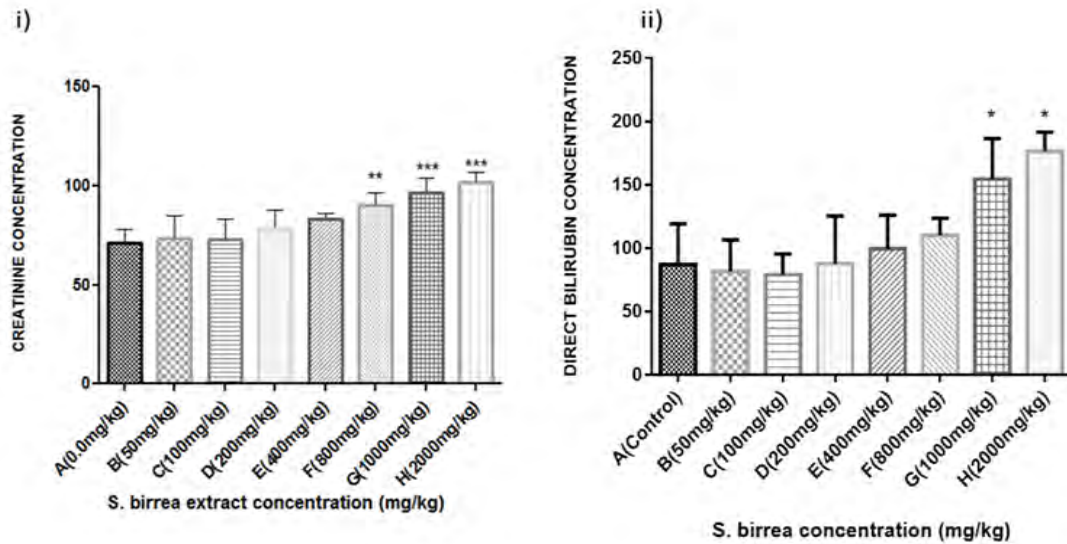 i)
CREATININE CONCENTRATION
150
100
50
0
**
***
***
A(0.0mg/kg)
B(50mg/kg)
C(100mg/kg)
D(200mg/kg)
E(400mg/kg)
F(800mg/kg)
G(1000mg/kg)
H(2000mg/kg)
S. birrea extract concentration (mg/kg)
ii)
DIRECT BILIRUBIN CONCENTRATION
250
200
150
100
50
0
*
*
A(Control)
B(50mg/kg)
C(100mg/kg)
D(200mg/kg)
E(400mg/kg)
F(800mg/kg)
G(1000mg/kg)
H(2000mg/kg)
S. birrea concentration (mg/kg)